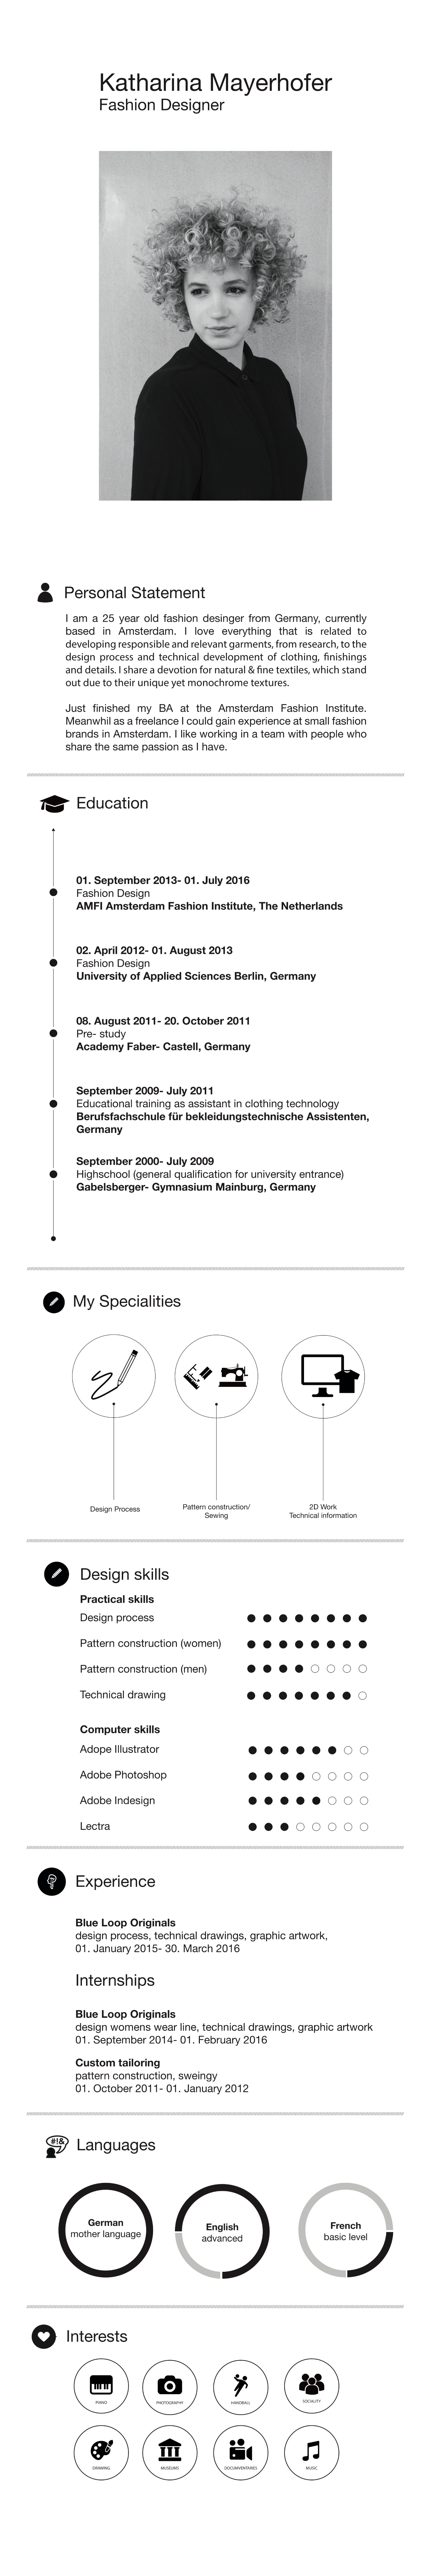 Katharina Mayerhofer
Fashion Designer
Personal Statement
I am a 25 year old fashion desinger from Germany, currently
based in Amsterdam. I love everything that is related to
developing responsible and relevant garments, from research, to the
design process and technical development of clothing, finishings
and details. I share a devotion for natural & fine textiles, which stand
out due to their unique yet monochrome textures.
Just finished my BA at the Amsterdam Fashion Institute.
Meanwhil as a freelance I could gain experience at small fashion
brands in Amsterdam. I like working in a team with people who
share the same passion as I have.
Education
01. September 2013- 01. July 2016
Fashion Design
AMFI Amsterdam Fashion Institute, The Netherlands
02. April 2012- 01. August 2013
Fashion Design
University of Applied Sciences Berlin, Germany
08. August 2011- 20. October 2011
Pre- study
Academy Faber- Castell, Germany
September 2009- July 2011
Educational training as assistant in clothing technology
Berufsfachschule für bekleidungstechnische Assistenten,
Germany
September 2000- July 2009
Highschool (general qualification for university entrance)
Gabelsberger- Gymnasium Mainburg, Germany
My Specialities
Design Process
Pattern construction/
Sewing
2D Work
Technical information
Design skills
Practical skills
Design process
Pattern construction (women)
Pattern construction (men)
Technical drawing
Computer skills
Adope Illustrator
Adobe Photoshop
Adobe Indesign
Lectra
Experience
Blue Loop Originals
design process, technical drawings, graphic artwork,
01. January 2015- 30. March 2016
Internships
Blue Loop Originals
design womens wear line, technical drawings, graphic artwork
01. September 2014- 01. February 2016
Custom tailoring
pattern construction, sweingy
01. October 2011- 01. January 2012
#!&
Languages
German
mother language
English
advanced
French
basic level
Interests
PIANO
PHOTOGRAPHY
HANDBALL
SOCIALITY
DRAWING
MUSEUMS
DOCUMVENTARIES
MUSIC